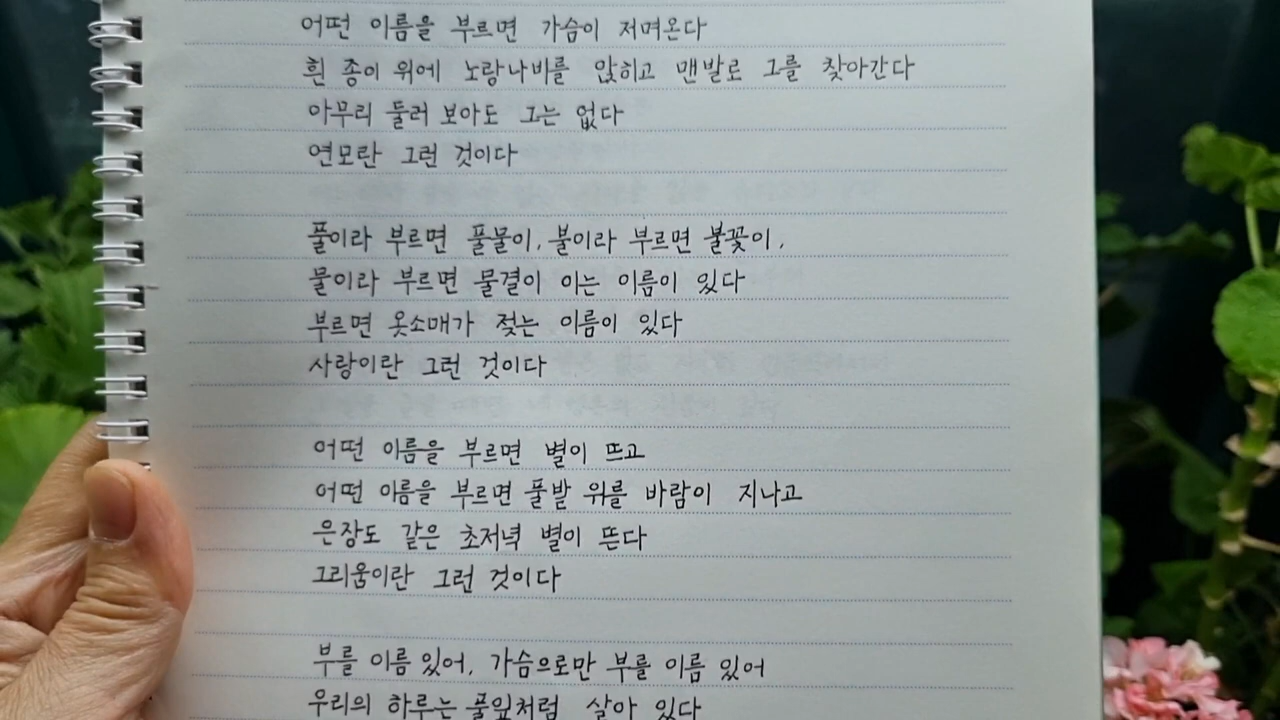 어떤 이름을 부르면 가슴이 저며온다
흰 종이 위에 노랑나비를 앉히고 맨발로 그를 찾아간다
아무리 둘러 보아도 그는 없다
연모란 그런 것이다
풀이라 부르면 풀물이, 불이라 부르면 불꽃이,
물이라 부르면 물결이 이는 이름이 있다
부르면 옷소매가 젖는 이름이 있다
사랑이란 그런 것이다
어떤 이름을 부르면 별이 뜨고
어떤 이름을 부르면 풀밭 위를 바람이 지나고
은장도 같은 초저녁 별이 뜬다
그리움이란 그런 것이다
부를 이름 있어, 가슴으로만 부를 이름 있어
우리의 하루는 풀잎처럼 살아 있다